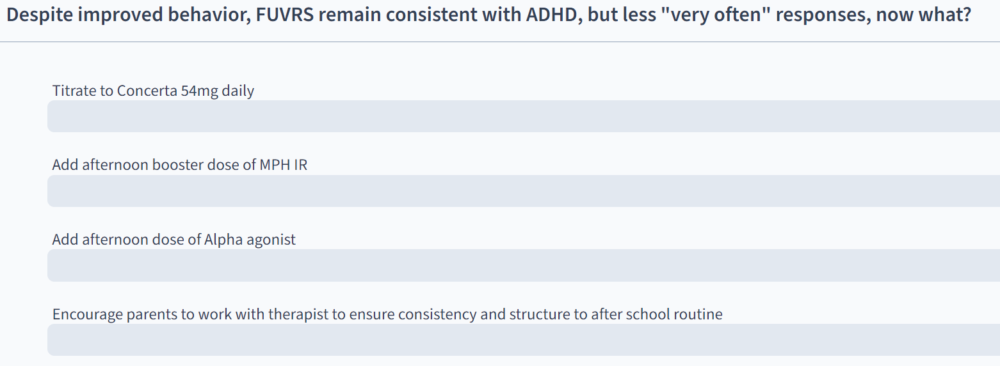 Despite improved behavior, FUVRS remain consistent with ADHD, but less "very often" responses, now what?
Titrate to Concerta 54mg daily
Add afternoon booster dose of MPH IR
Add afternoon dose of Alpha agonist
Encourage parents to work with therapist to ensure consistency and structure to after school routine